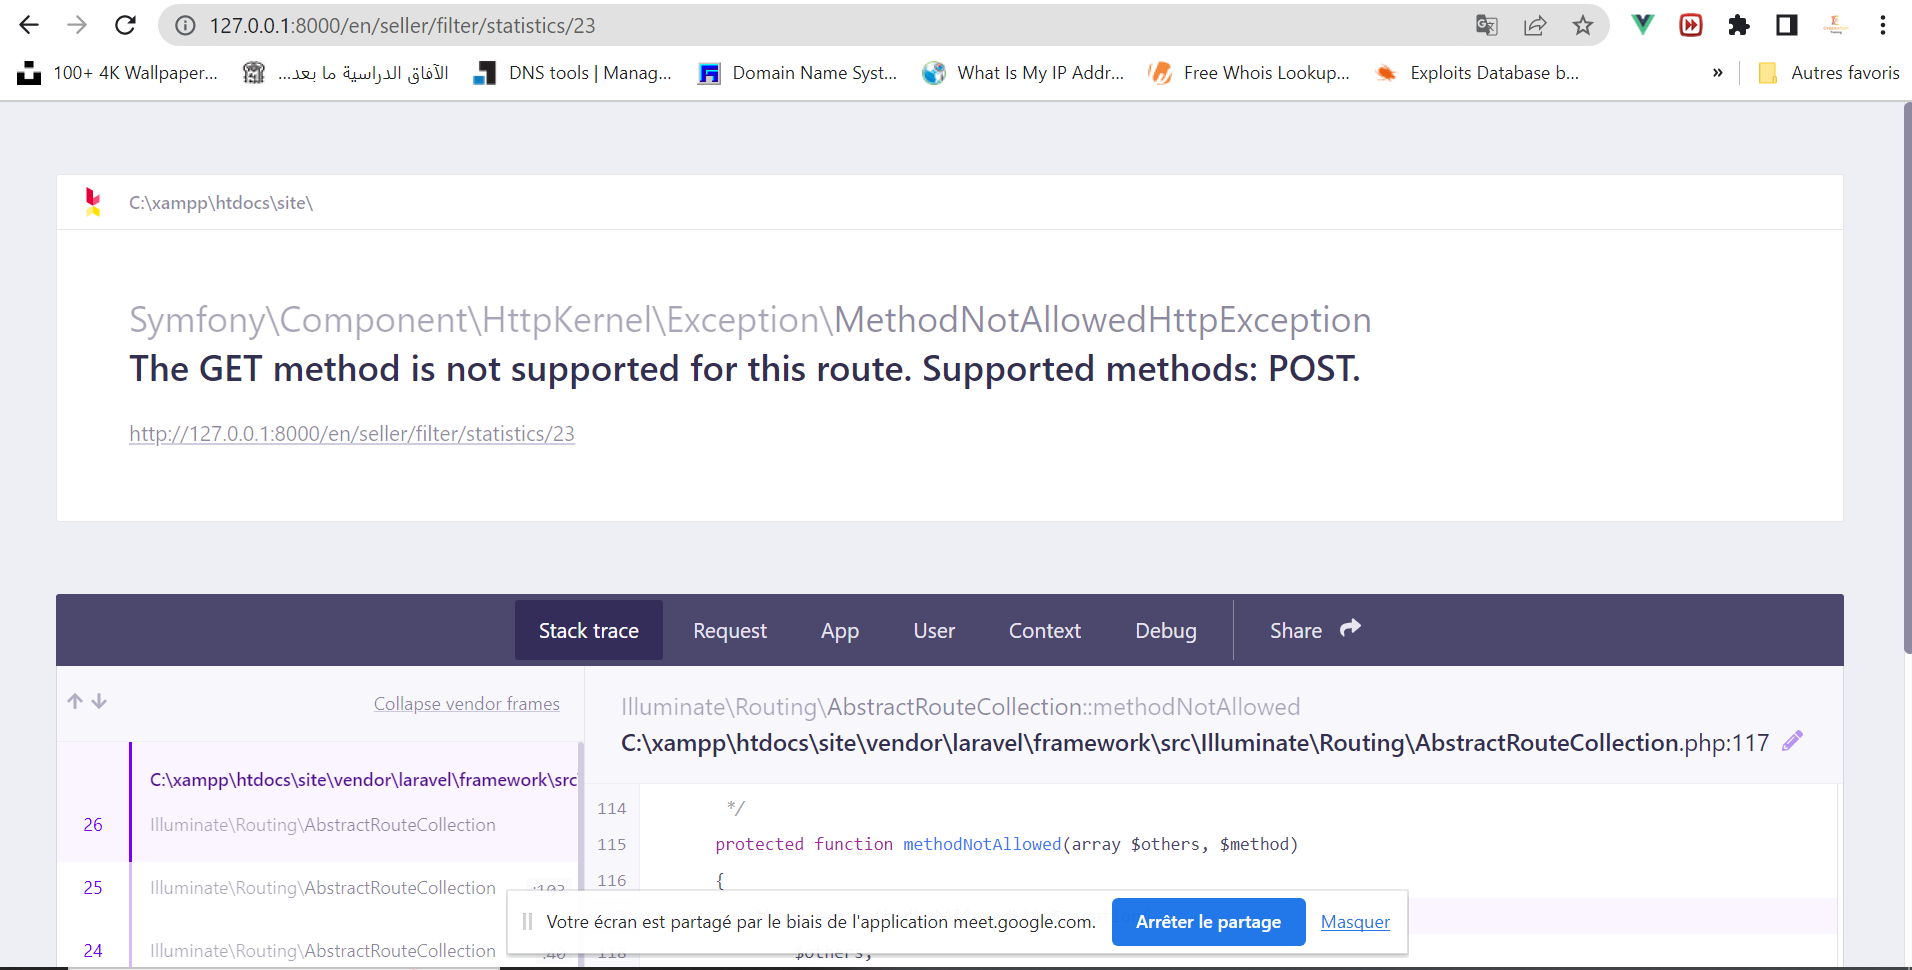 127.0.0.1:8000/en/seller/filter/statistics/23
100+ 4K Wallpaper...
الآفاق الدراسية ما بعد...
DNS tools | Manag...
Domain Name Syst...
What Is My IP Addr...
Free Whois Lookup...
Exploits Database b...
»
Autres favoris
C:\xampp\htdocs\site\
Symfony\Component\HttpKernel\Exception\MethodNotAllowedHttpException
The GET method is not supported for this route. Supported methods: POST.
http://127.0.0.1:8000/en/seller/filter/statistics/23
Stack trace
Request
App
User
Context
Debug
Share
Collapse vendor frames
C:\xampp\htdocs\site\vendor\laravel\framework\src
26
Illuminate\Routing\AbstractRouteCollection
25
Illuminate\Routing\AbstractRouteCollection
24
Illuminate\Routing\AbstractRouteCollection
Illuminate\Routing\AbstractRouteCollection::methodNotAllowed
C:\xampp\htdocs\site\vendor\laravel\framework\src\Illuminate\Routing\AbstractRouteCollection.php:117
114 */
115 protected function methodNotAllowed(array $others, $method)
116 {
$others,
Votre écran est partagé par le biais de l'application meet.google.com.
Arrêter le partage
Masquer